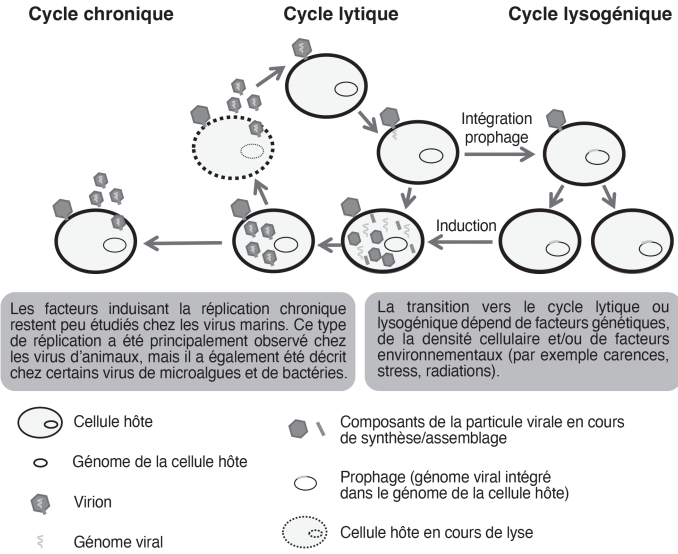 Cycle chronique
Cycle lytique
Cycle lysogénique
Intégration
prophage
Induction
Les facteurs induisant la réplication chronique
restent peu étudiés chez les virus marins. Ce type
de réplication a été principalement observé chez
les virus d’animaux, mais il a également été décrit
chez certains virus de microalgues et de bactéries.
La transition vers le cycle lytique ou
lysogénique dépend de facteurs génétiques,
de la densité cellulaire et/ou de facteurs
environnementaux (par exemple carences,
stress, radiations).
Cellule hôte
Génome de la cellule hôte
Virion
Génome viral
Composants de la particule virale en cours
de synthèse/assemblage
Prophage (génome viral intégré
dans le génome de la cellule hôte)
Cellule hôte en cours de lyse